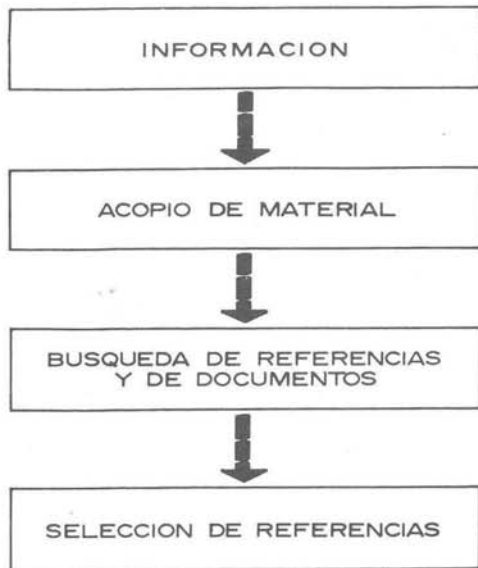 INFORMACION
ACOPIO DE MATERIAL
BUSQUEDA DE REFERENCIAS
Y DE DOCUMENTOS
SELECCION DE REFERENCIAS